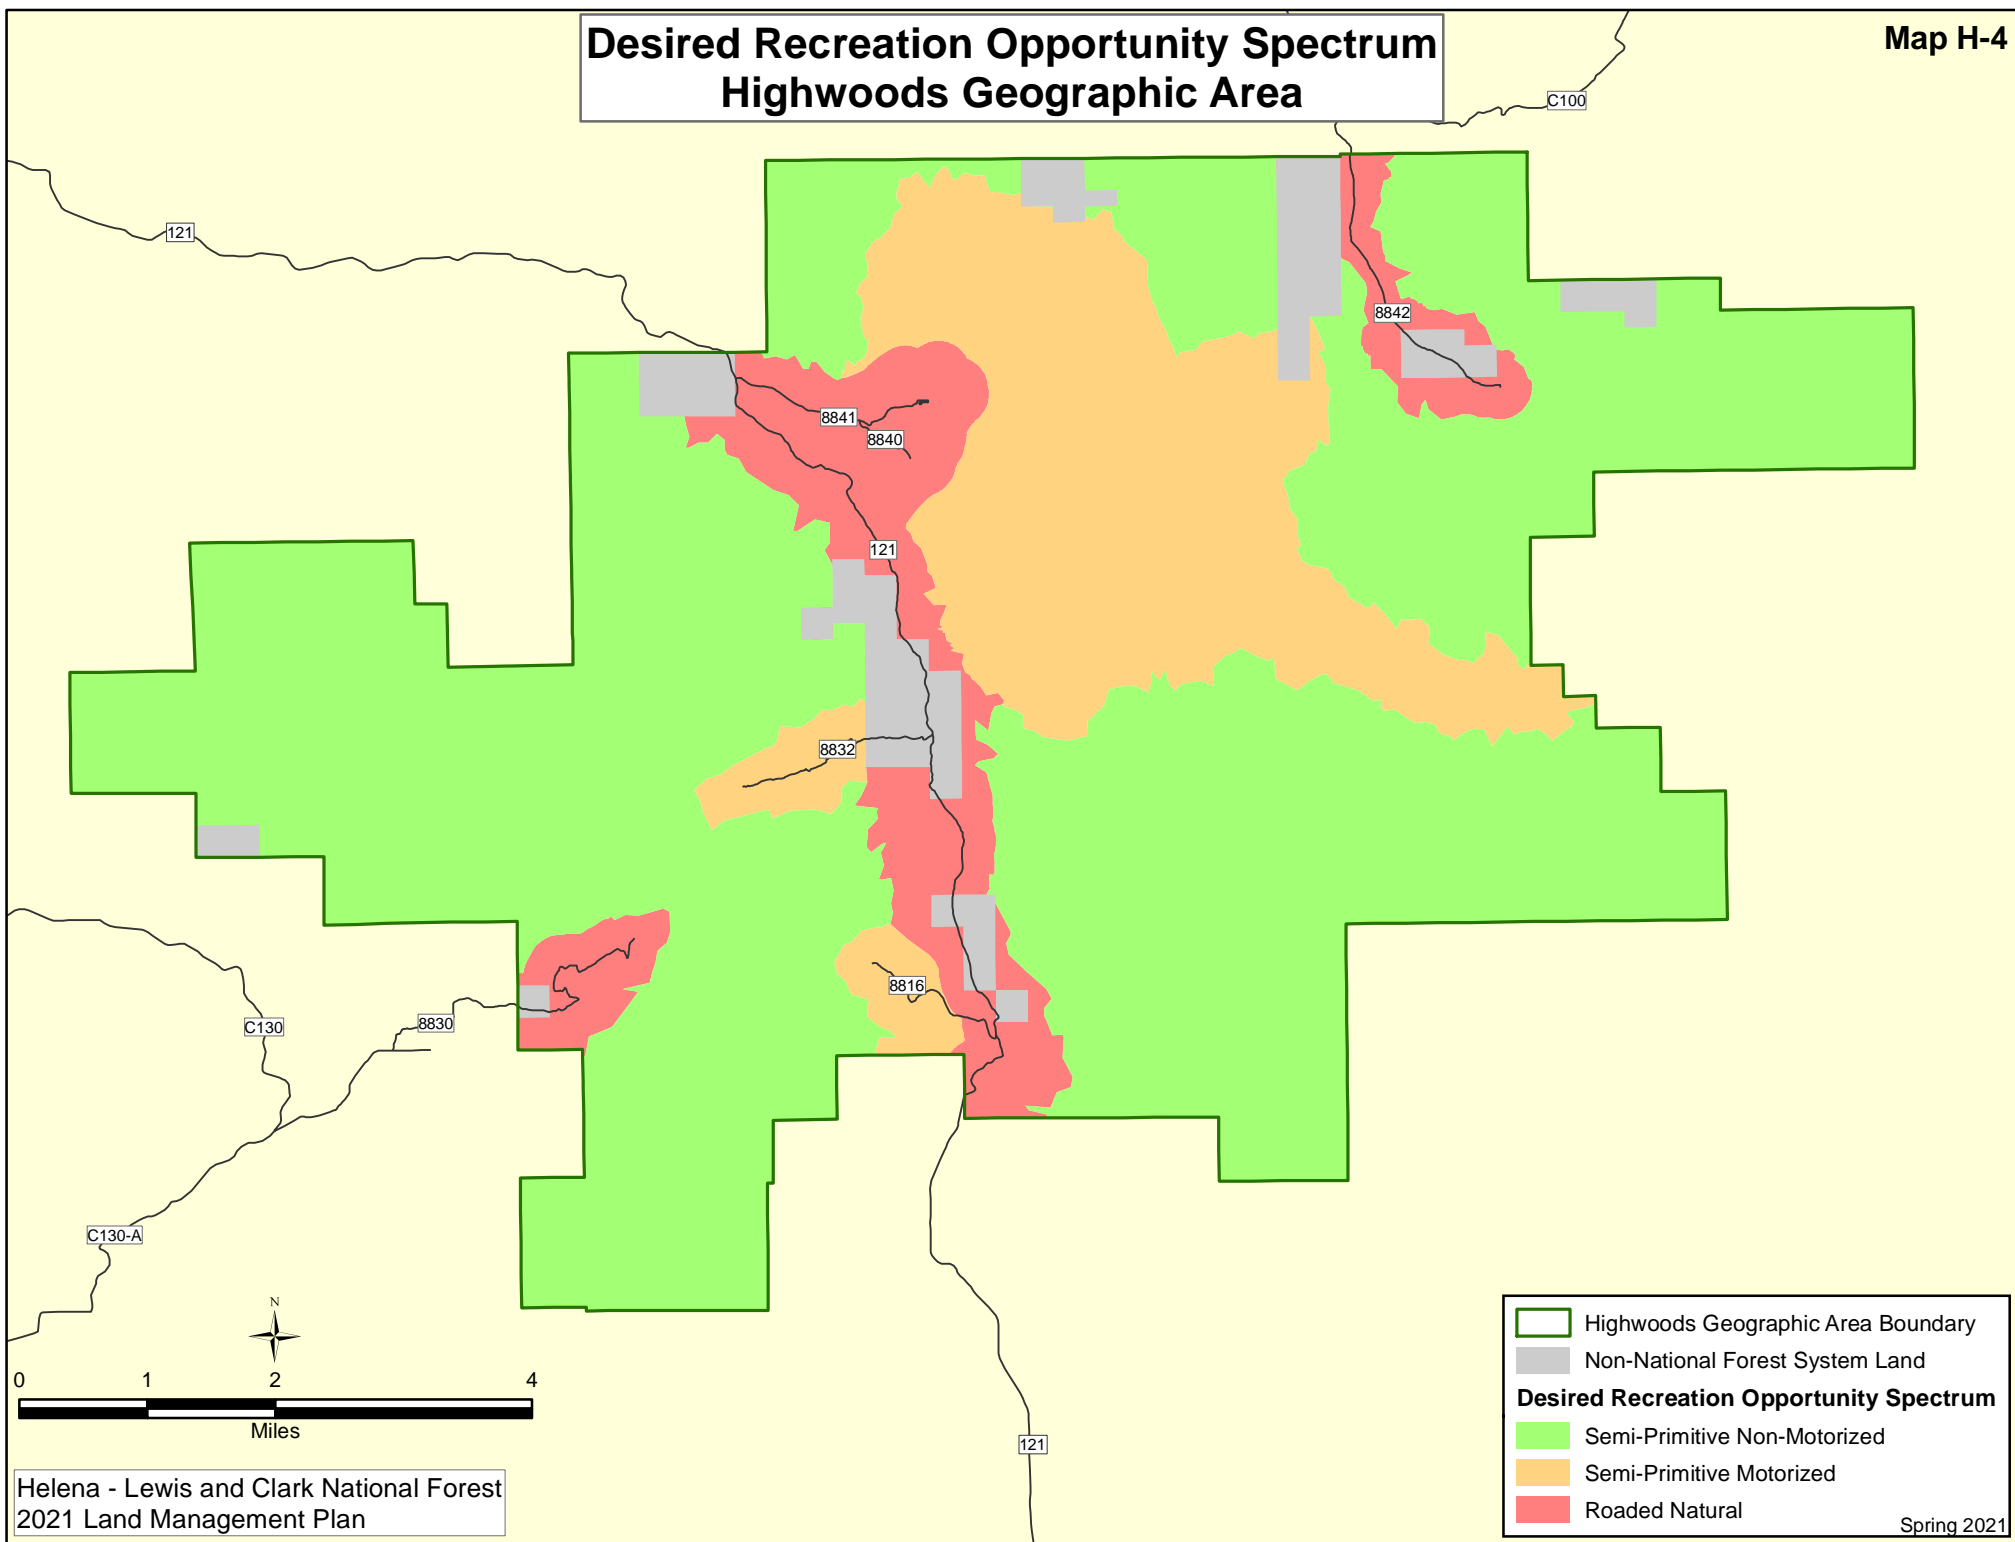 Desired Recreation Opportunity Spectrum
Highwoods Geographic Area
Map H-4
C100
121
8842
8841
8840
121
8832
8816
C130
8830
C130-A
N
0 1 2 4
Miles
121
Helena - Lewis and Clark National Forest
2021 Land Management Plan
Highwoods Geographic Area Boundary
Non-National Forest System Land
Desired Recreation Opportunity Spectrum
Semi-Primitive Non-Motorized
Semi-Primitive Motorized
Roaded Natural
Spring 2021